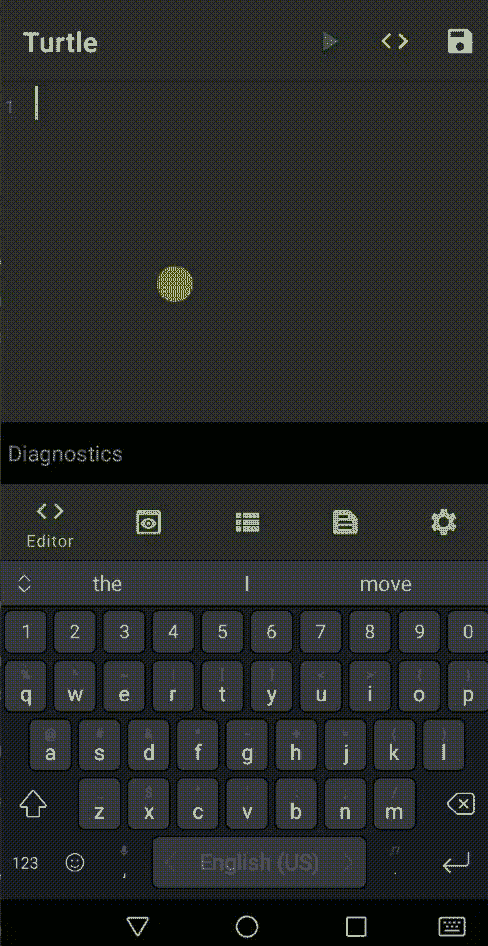 Turtle
1
Diagnostics
Editor
the I move
1 2 3 4 5 6 7 8 9 0
q w e r t y u i o p
a s d f g h j k l
z x c v b n m
123 , English (US) .